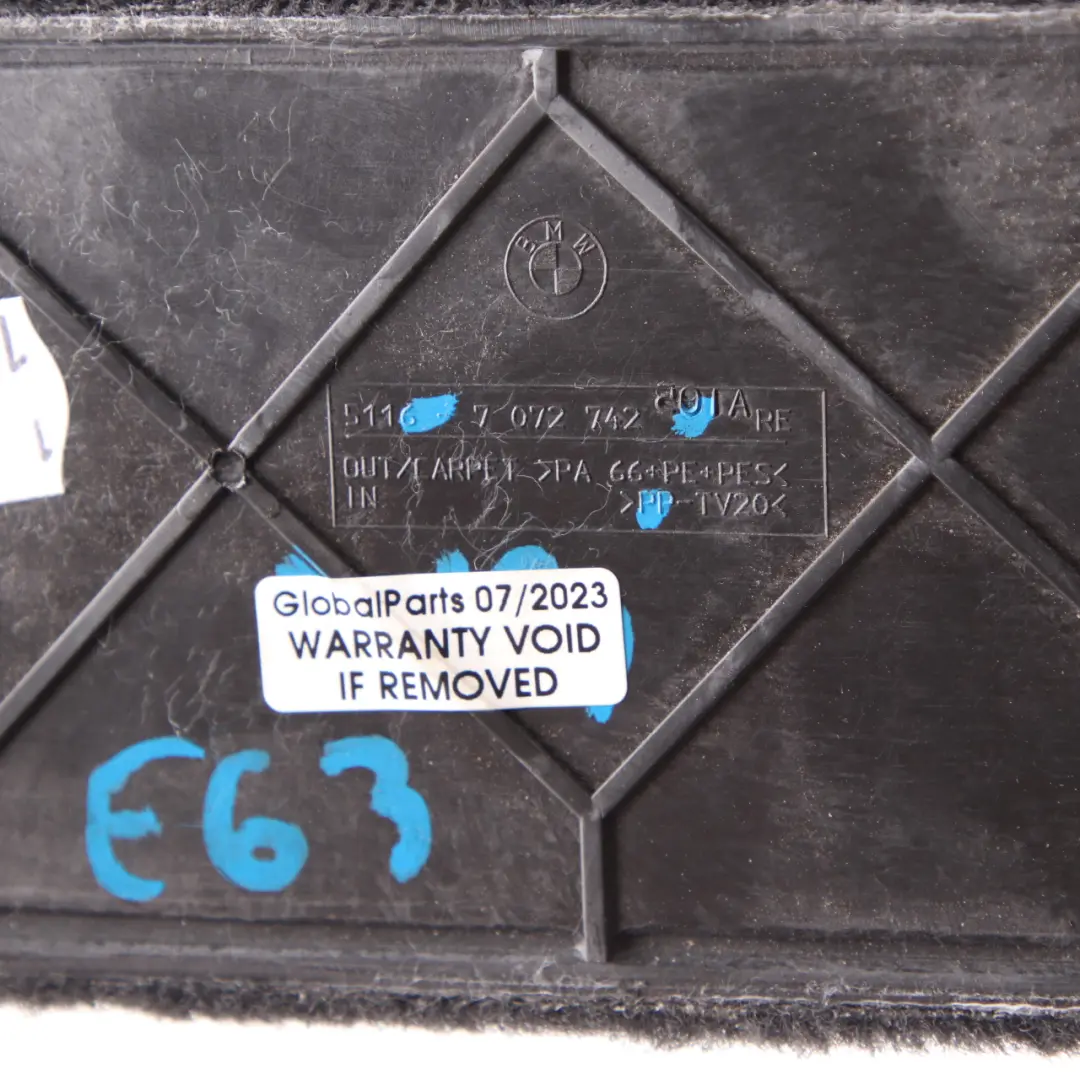 BMW
5116 7 072 742 RE
OUT/CARPET >PA 66+PE+PES<
IN >PP-TV20<
GlobalParts 07/2023
WARRANTY VOID
IF REMOVED
E63